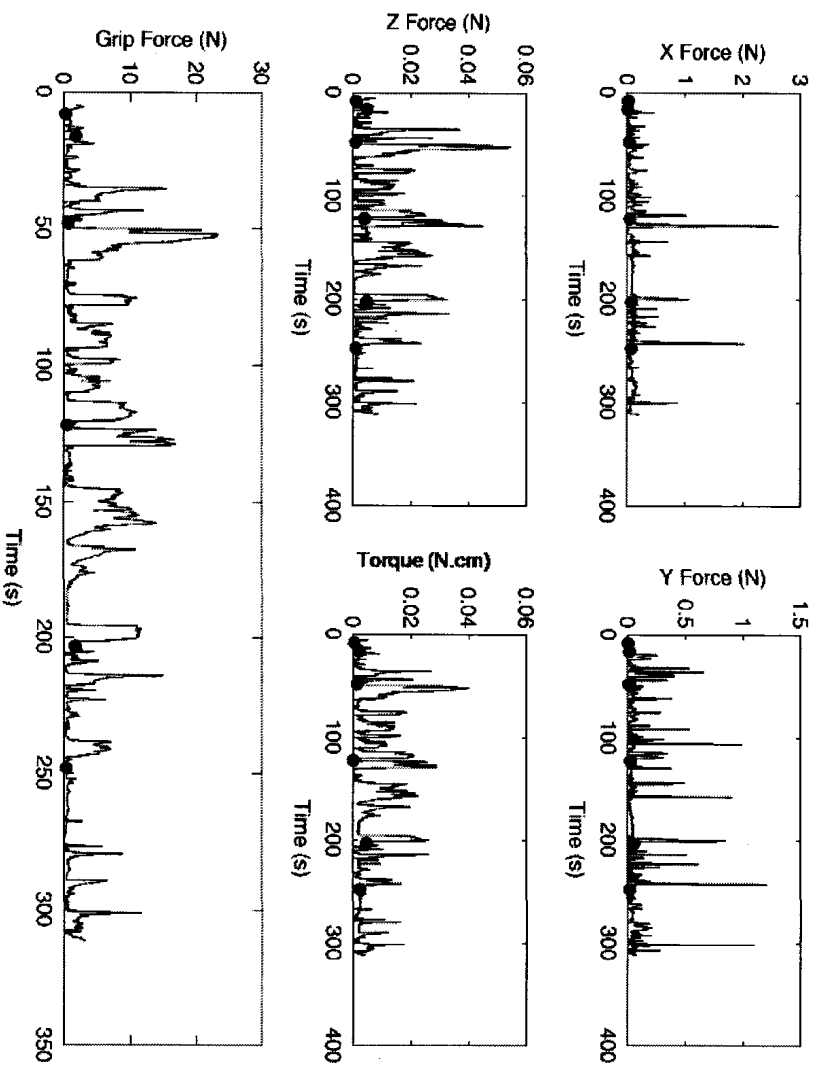 X Force (N)
3
2
1
0
0 100 200 300 400
Time (s)
Y Force (N)
1.5
1
0.5
0
0 100 200 300 400
Time (s)
Z Force (N)
0.06
0.04
0.02
0
0 100 200 300 400
Time (s)
Torque (N.cm)
0.06
0.04
0.02
0
0 100 200 300 400
Time (s)
Grip Force (N)
30
20
10
0
0 50 100 150 200 250 300 350
Time (s)